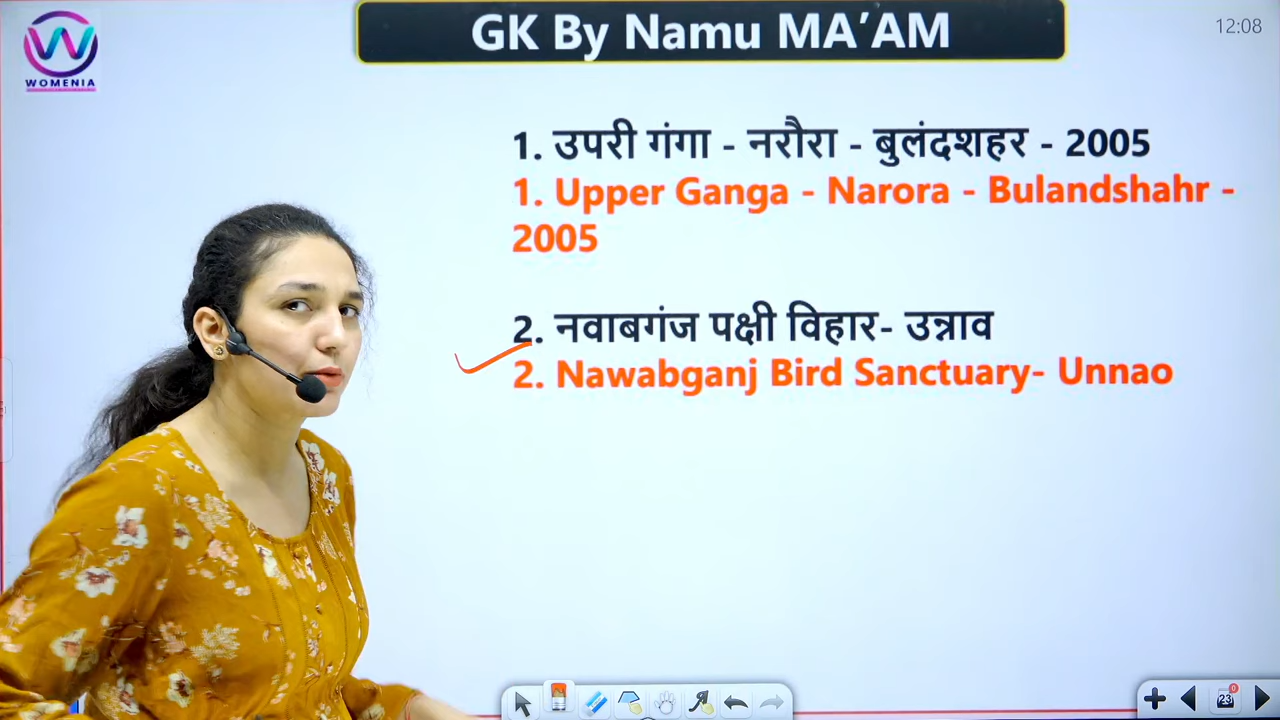 WOMENIA
GK By Namu MA’AM
12:08
1. उपरी गंगा - नरौरा - बुलंदशहर - 2005
1. Upper Ganga - Narora - Bulandshahr -
2005
2. नवाबगंज पक्षी विहार- उन्नाव
2. Nawabganj Bird Sanctuary- Unnao
23